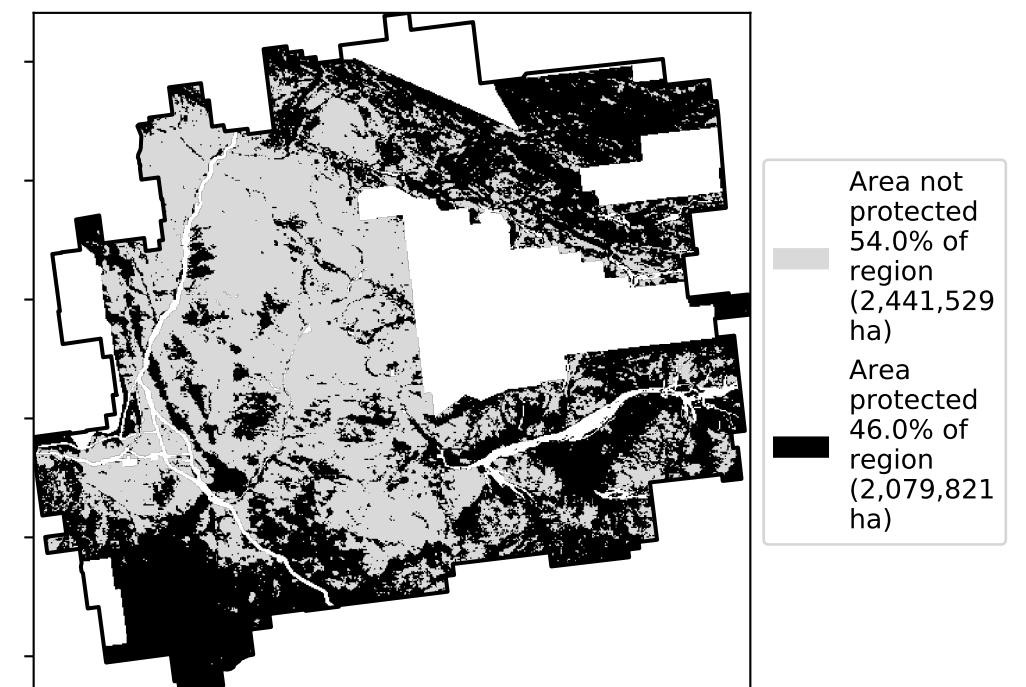 Area not
protected
54.0% of
region
(2,441,529
ha)
Area
protected
46.0% of
region
(2,079,821
ha)